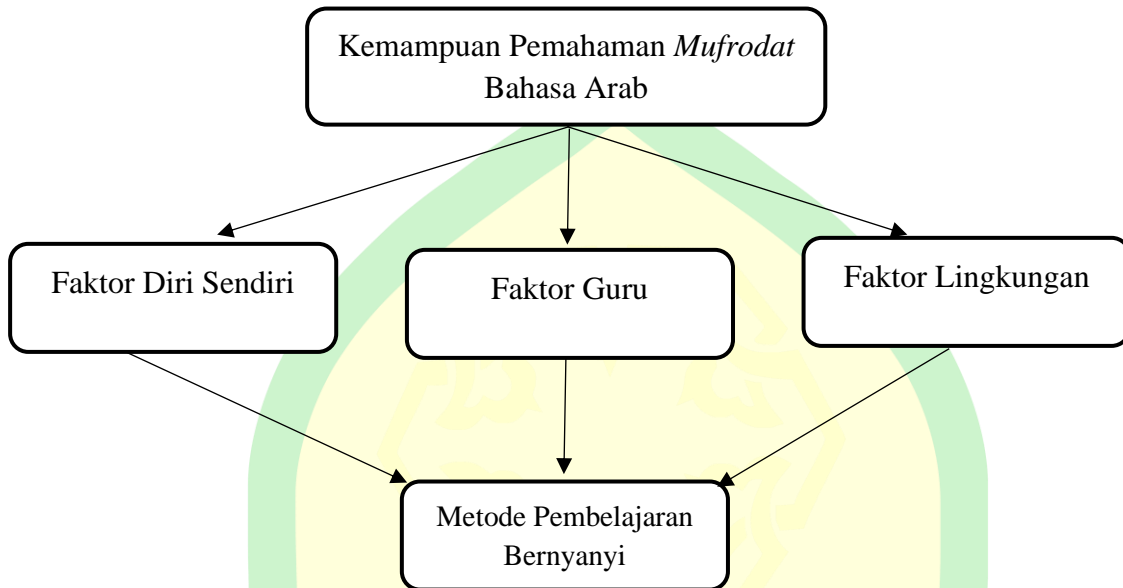 Kemampuan Pemahaman Mufrodat
Bahasa Arab
Faktor Diri Sendiri
Faktor Guru
Faktor Lingkungan
Metode Pembelajaran
Bernyanyi